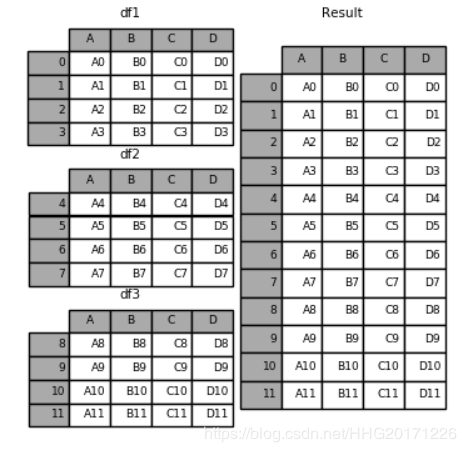 df1
A B C D
0 A0 B0 C0 D0
1 A1 B1 C1 D1
2 A2 B2 C2 D2
3 A3 B3 C3 D3
df2
A B C D
4 A4 B4 C4 D4
5 A5 B5 C5 D5
6 A6 B6 C6 D6
7 A7 B7 C7 D7
df3
A B C D
8 A8 B8 C8 D8
9 A9 B9 C9 D9
10 A10 B10 C10 D10
11 A11 B11 C11 D11
Result
A B C D
0 A0 B0 C0 D0
1 A1 B1 C1 D1
2 A2 B2 C2 D2
3 A3 B3 C3 D3
4 A4 B4 C4 D4
5 A5 B5 C5 D5
6 A6 B6 C6 D6
7 A7 B7 C7 D7
8 A8 B8 C8 D8
9 A9 B9 C9 D9
10 A10 B10 C10 D10
11 A11 B11 C11 D11
https://blog.csdn.net/HHG20171226